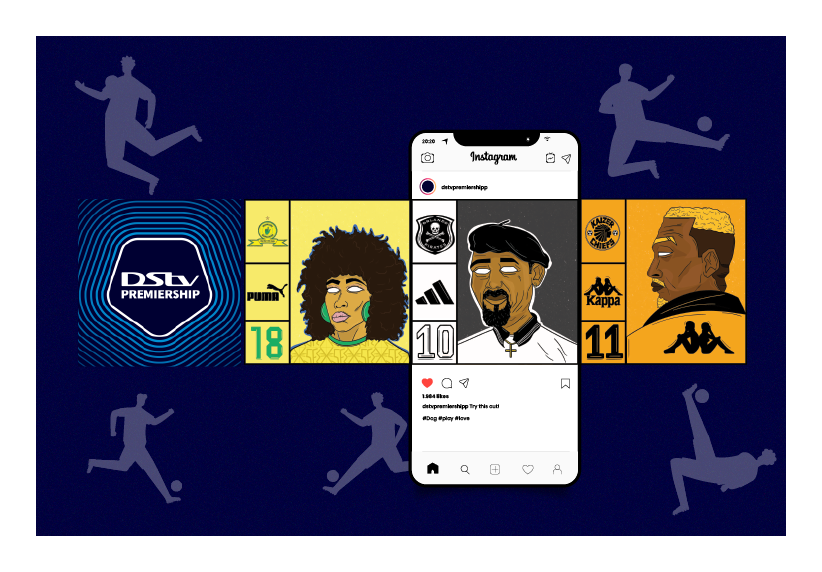 20:20
Instagram
dstvpremiershipp
DStv
PREMIERSHIP
PUMA
18
ORLANDO
PIRATES
10
KAIZER
CHIEFS
Kappa
11
1.984 likes
dstvpremiershipp Try this out!
#Dog #play #love